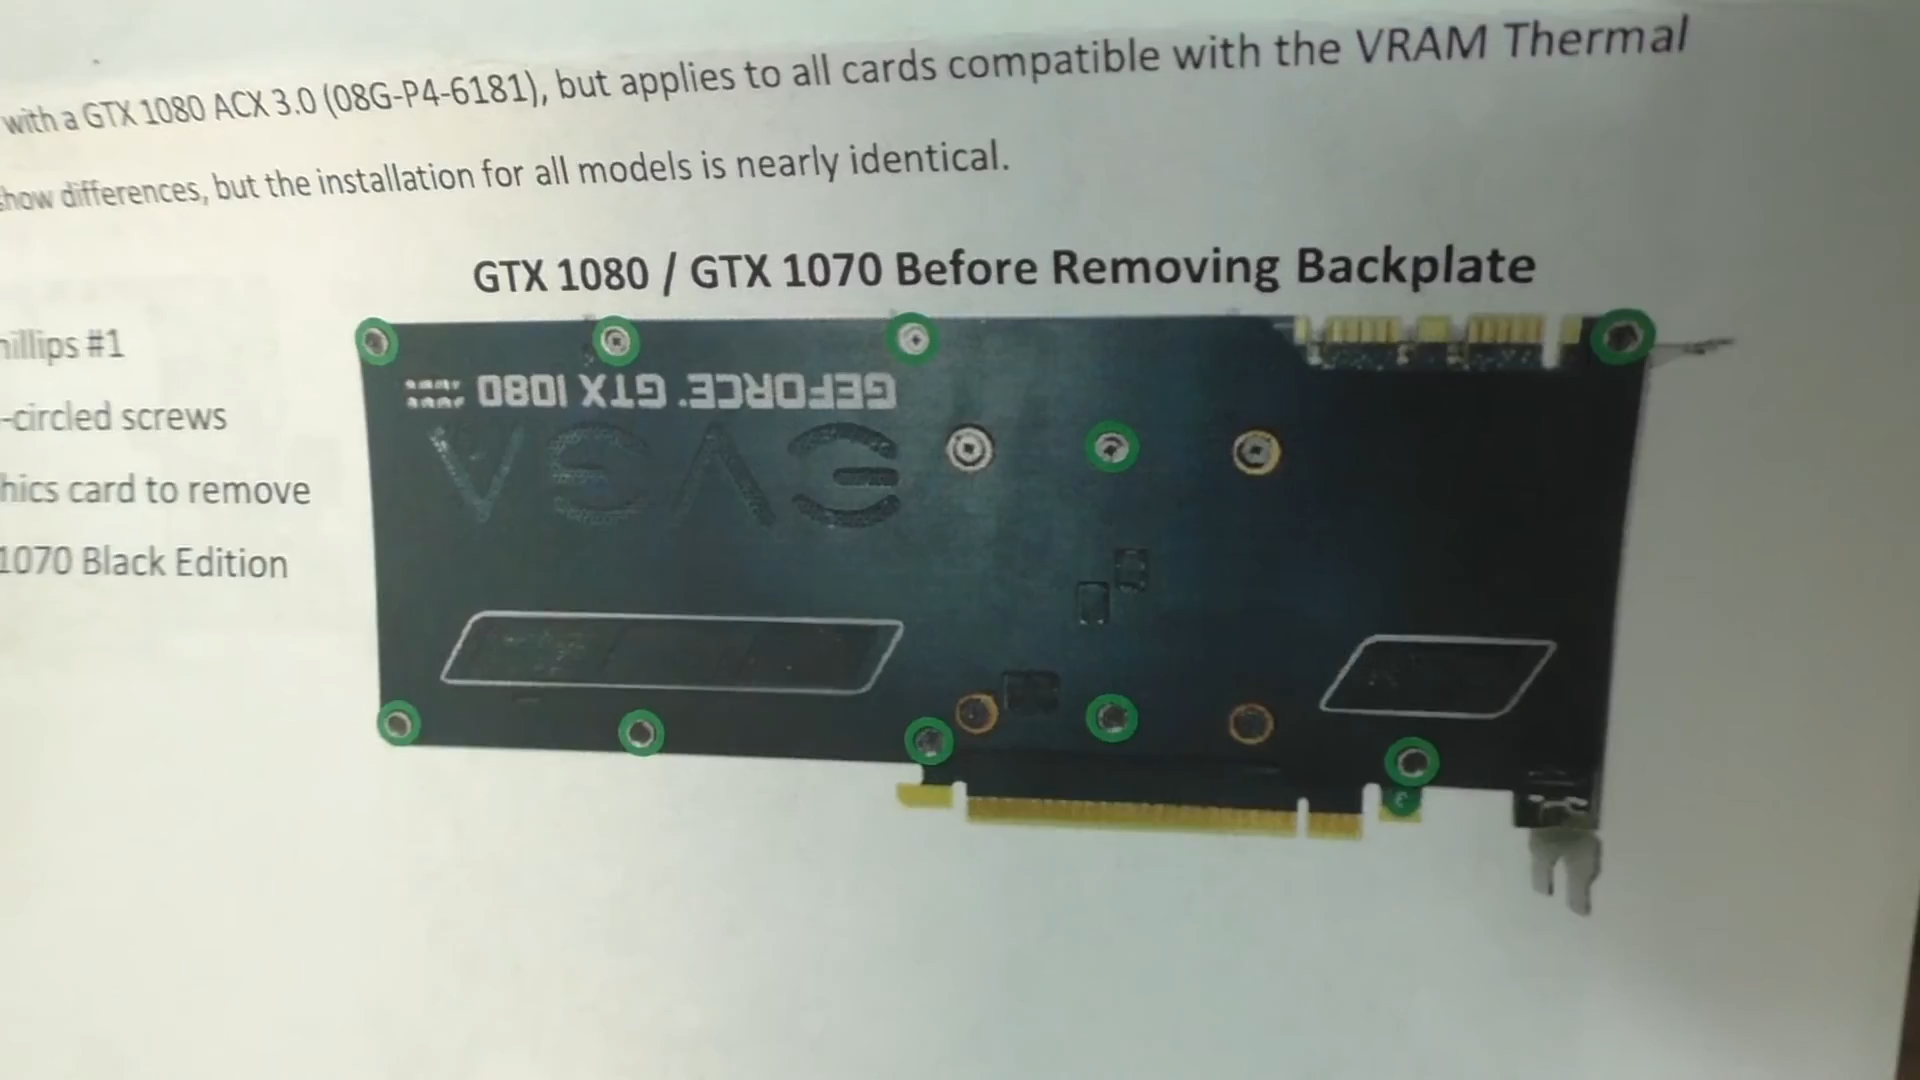 with a GTX 1080 ACX 3.0 (08G-P4-6181), but applies to all cards compatible with the VRAM Thermal
show differences, but the installation for all models is nearly identical.
GTX 1080 / GTX 1070 Before Removing Backplate
hillips #1
-circled screws
hics card to remove
1070 Black Edition
GEFORCE® GTX 1080
EVGA